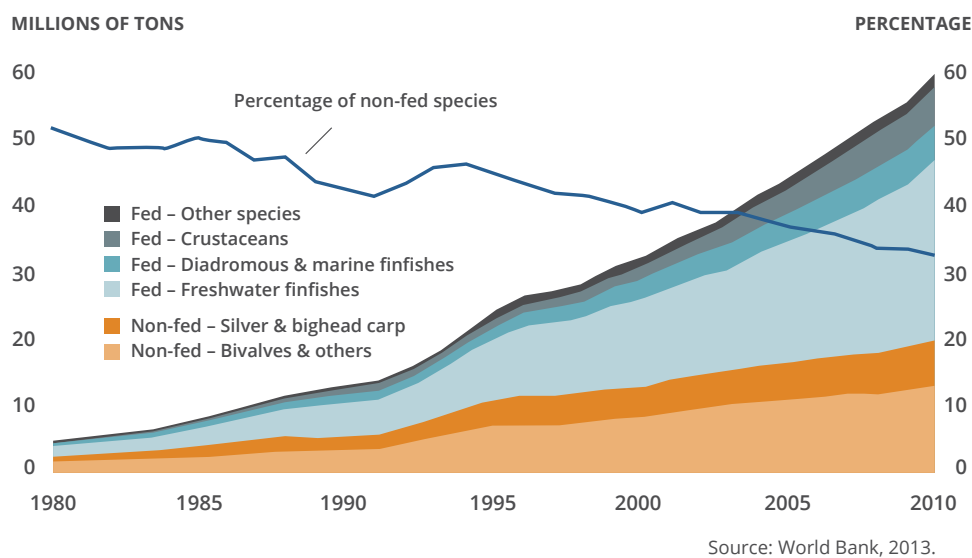 MILLIONS OF TONS
PERCENTAGE
60
60
Percentage of non-fed species
50
50
40
40
Fed – Other species
Fed – Crustaceans
Fed – Diadromous & marine finfishes
30
30
Fed – Freshwater finfishes
Non-fed – Silver & bighead carp
20
20
Non-fed – Bivalves & others
10
10
0
0
1980 1985 1990 1995 2000 2005 2010
Source: World Bank, 2013.